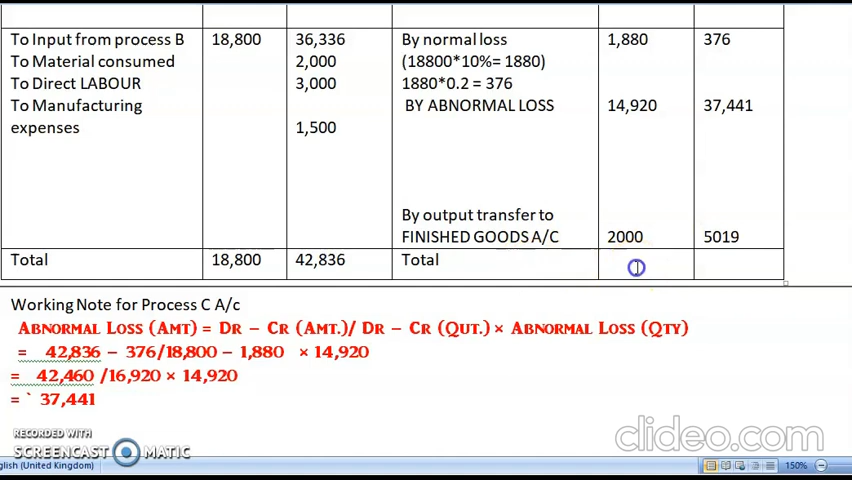 To Input from process B 18,800 36,336 By normal loss 1,880 376
To Material consumed 2,000 (18800*10%= 1880)
To Direct LABOUR 3,000 1880*0.2 = 376
To Manufacturing BY ABNORMAL LOSS 14,920 37,441
expenses 1,500
By output transfer to
FINISHED GOODS A/C 2000 5019
Total 18,800 42,836 Total
Working Note for Process C A/c
Abnormal Loss (Amt) = Dr – Cr (Amt.)/ Dr – Cr (Qut.) × Abnormal Loss (Qty)
= 42,836 – 376/18,800 – 1,880 × 14,920
= 42,460 /16,920 × 14,920
= ` 37,441
RECORDED WITH
SCREENCAST MATIC
clideo.com
glish (United Kingdom) 150%